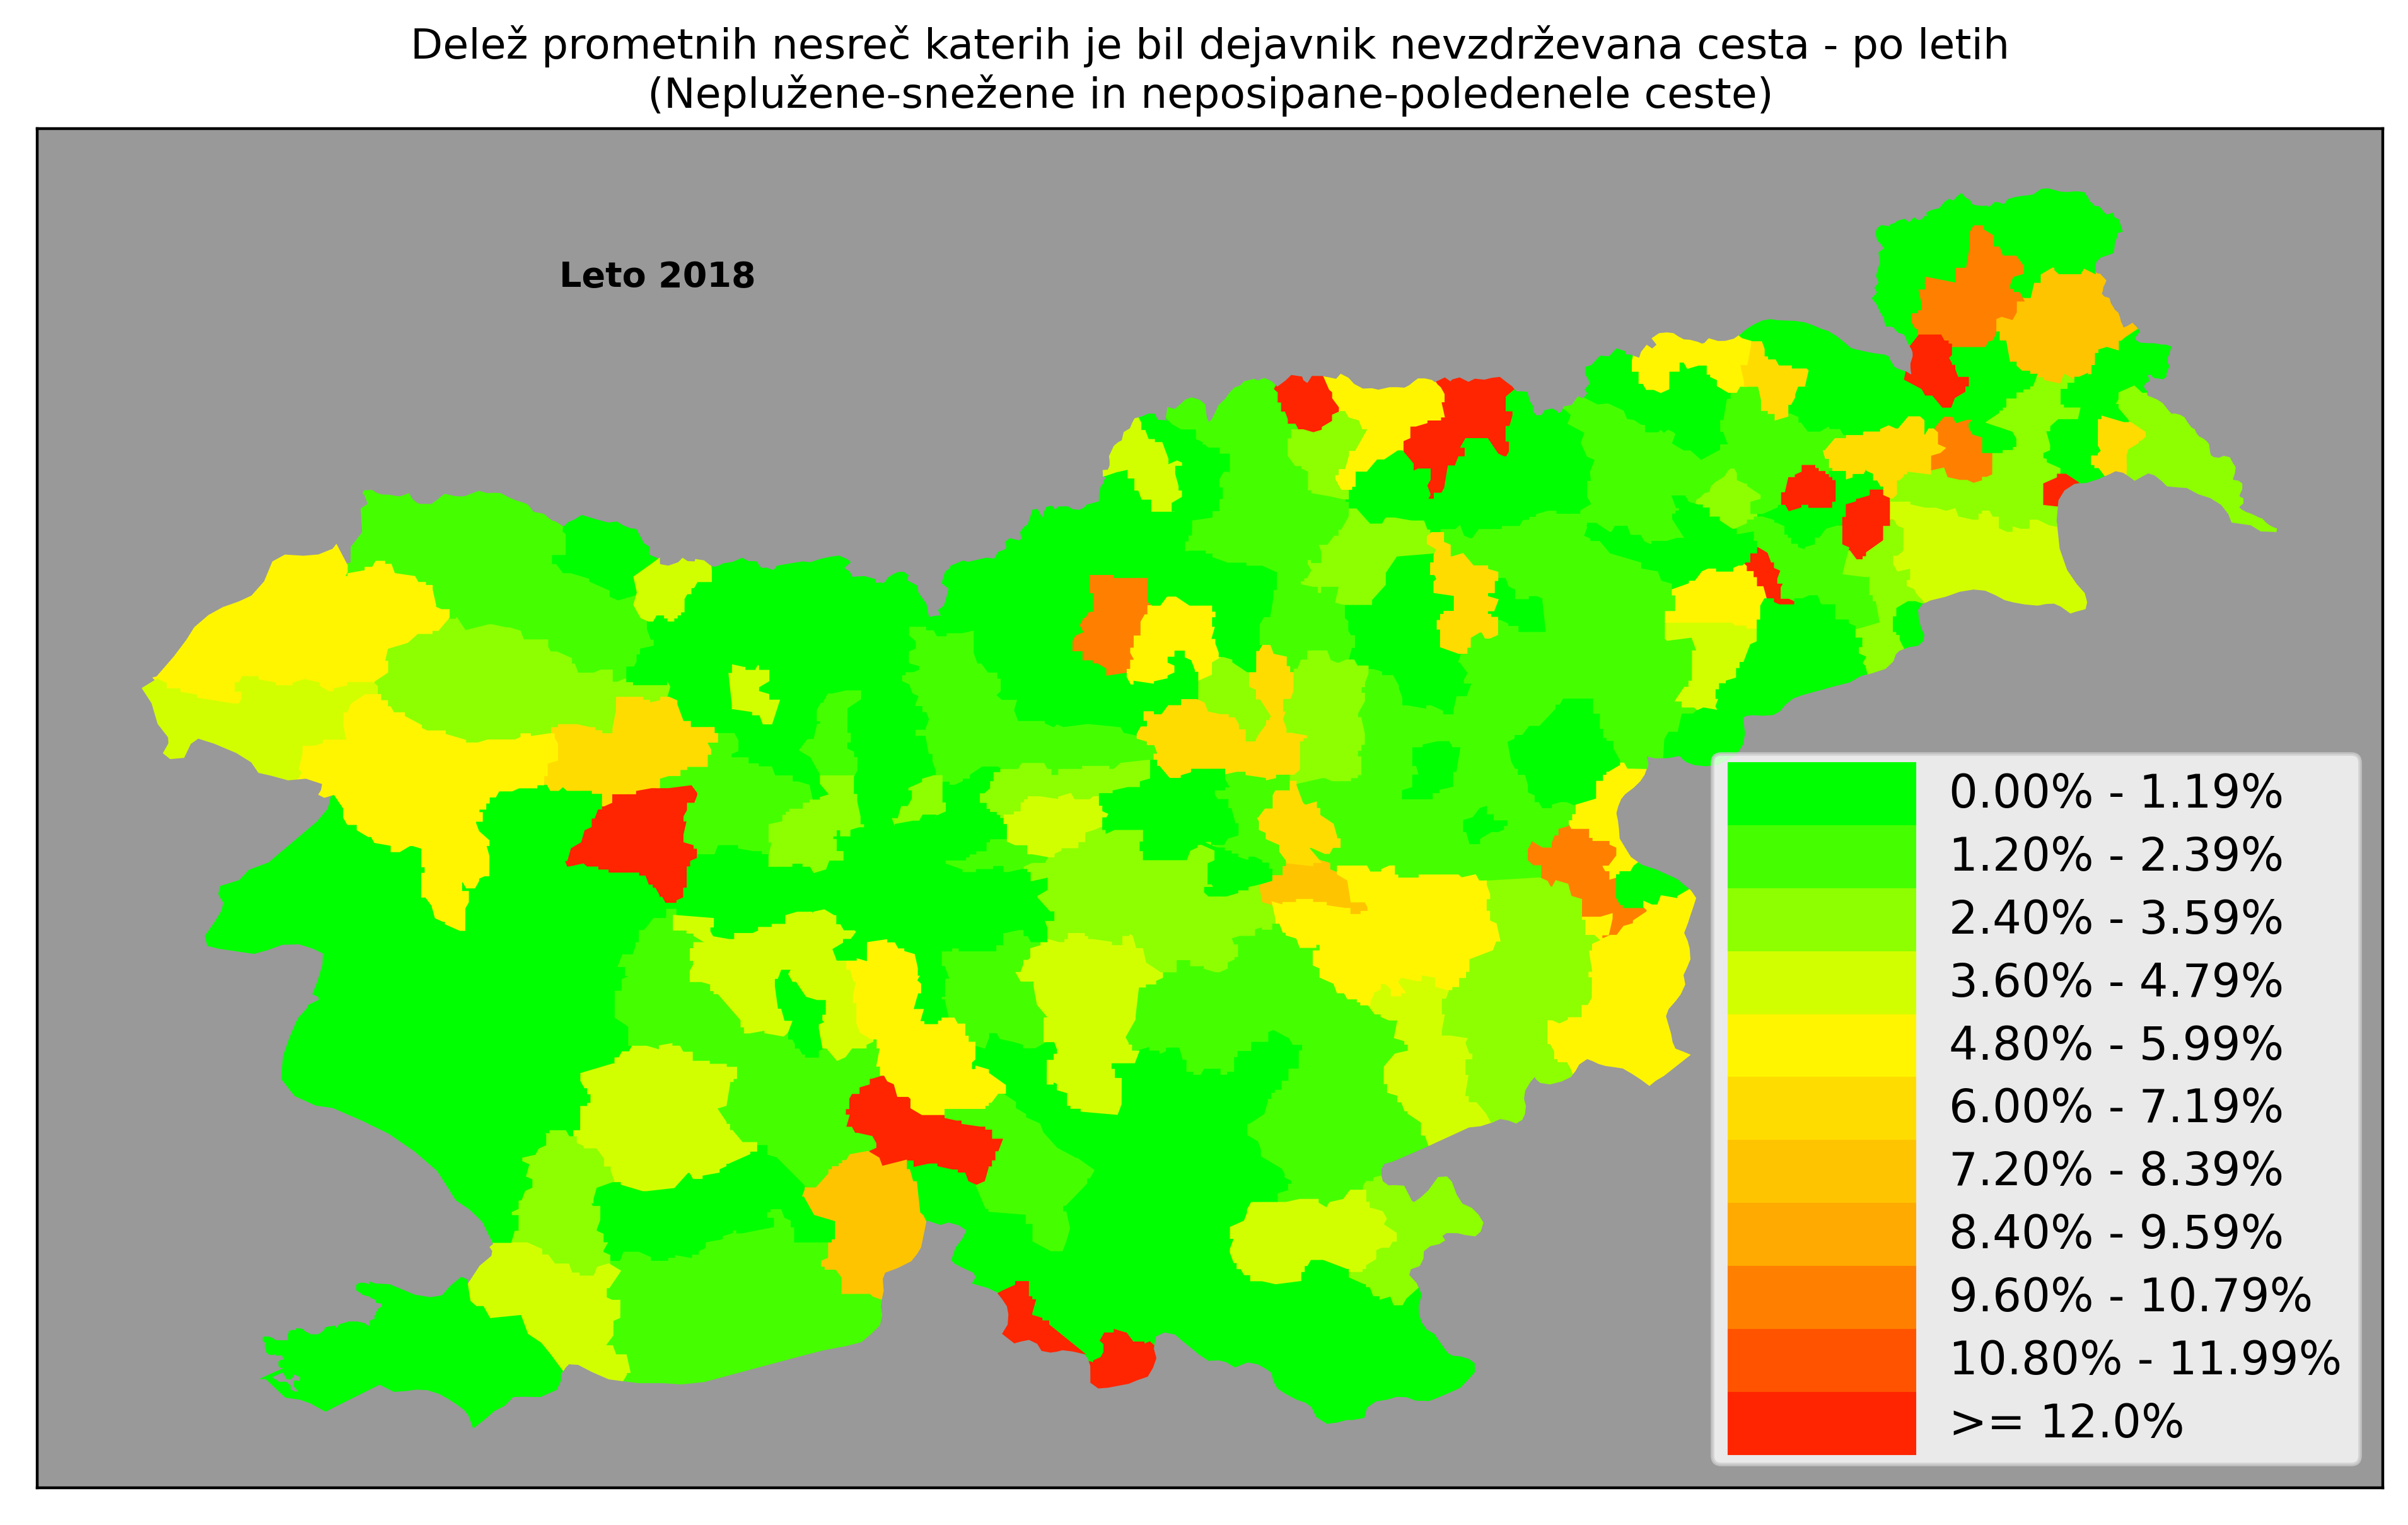 Delež prometnih nesreč katerih je bil dejavnik nevzdrževana cesta - po letih
(Neplužene-snežene in neposipane-poledenele ceste)
Leto 2018
0.00% - 1.19%
1.20% - 2.39%
2.40% - 3.59%
3.60% - 4.79%
4.80% - 5.99%
6.00% - 7.19%
7.20% - 8.39%
8.40% - 9.59%
9.60% - 10.79%
10.80% - 11.99%
>= 12.0%